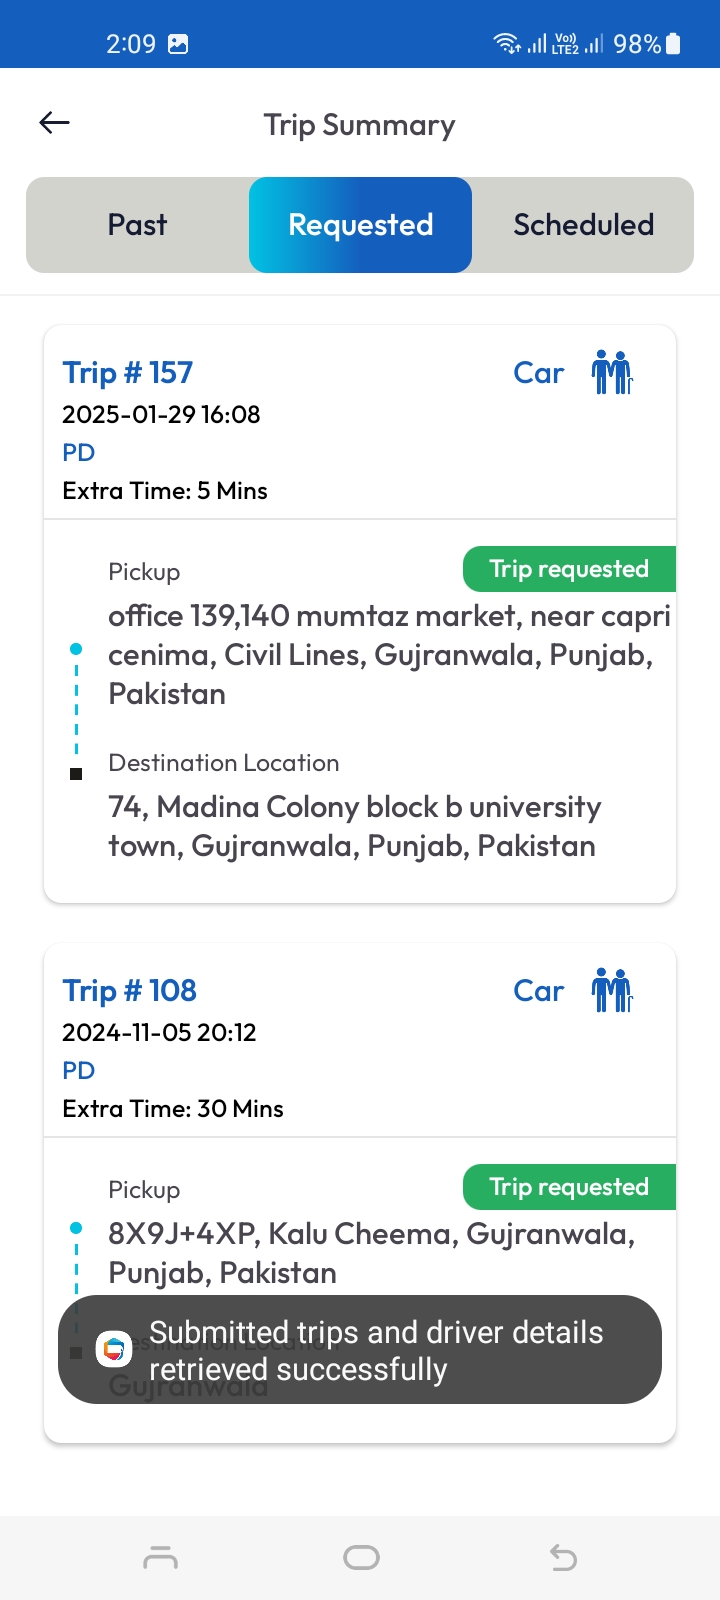 2:09
Vo))
LTE2
98%
Trip Summary
Past
Requested
Scheduled
Trip # 157
Car
2025-01-29 16:08
PD
Extra Time: 5 Mins
Pickup
Trip requested
office 139,140 mumtaz market, near capri
cenima, Civil Lines, Gujranwala, Punjab,
Pakistan
Destination Location
74, Madina Colony block b university
town, Gujranwala, Punjab, Pakistan
Trip # 108
Car
2024-11-05 20:12
PD
Extra Time: 30 Mins
Pickup
Trip requested
8X9J+4XP, Kalu Cheema, Gujranwala,
Punjab, Pakistan
Destination Location
Gujranwala
Submitted trips and driver details
retrieved successfully